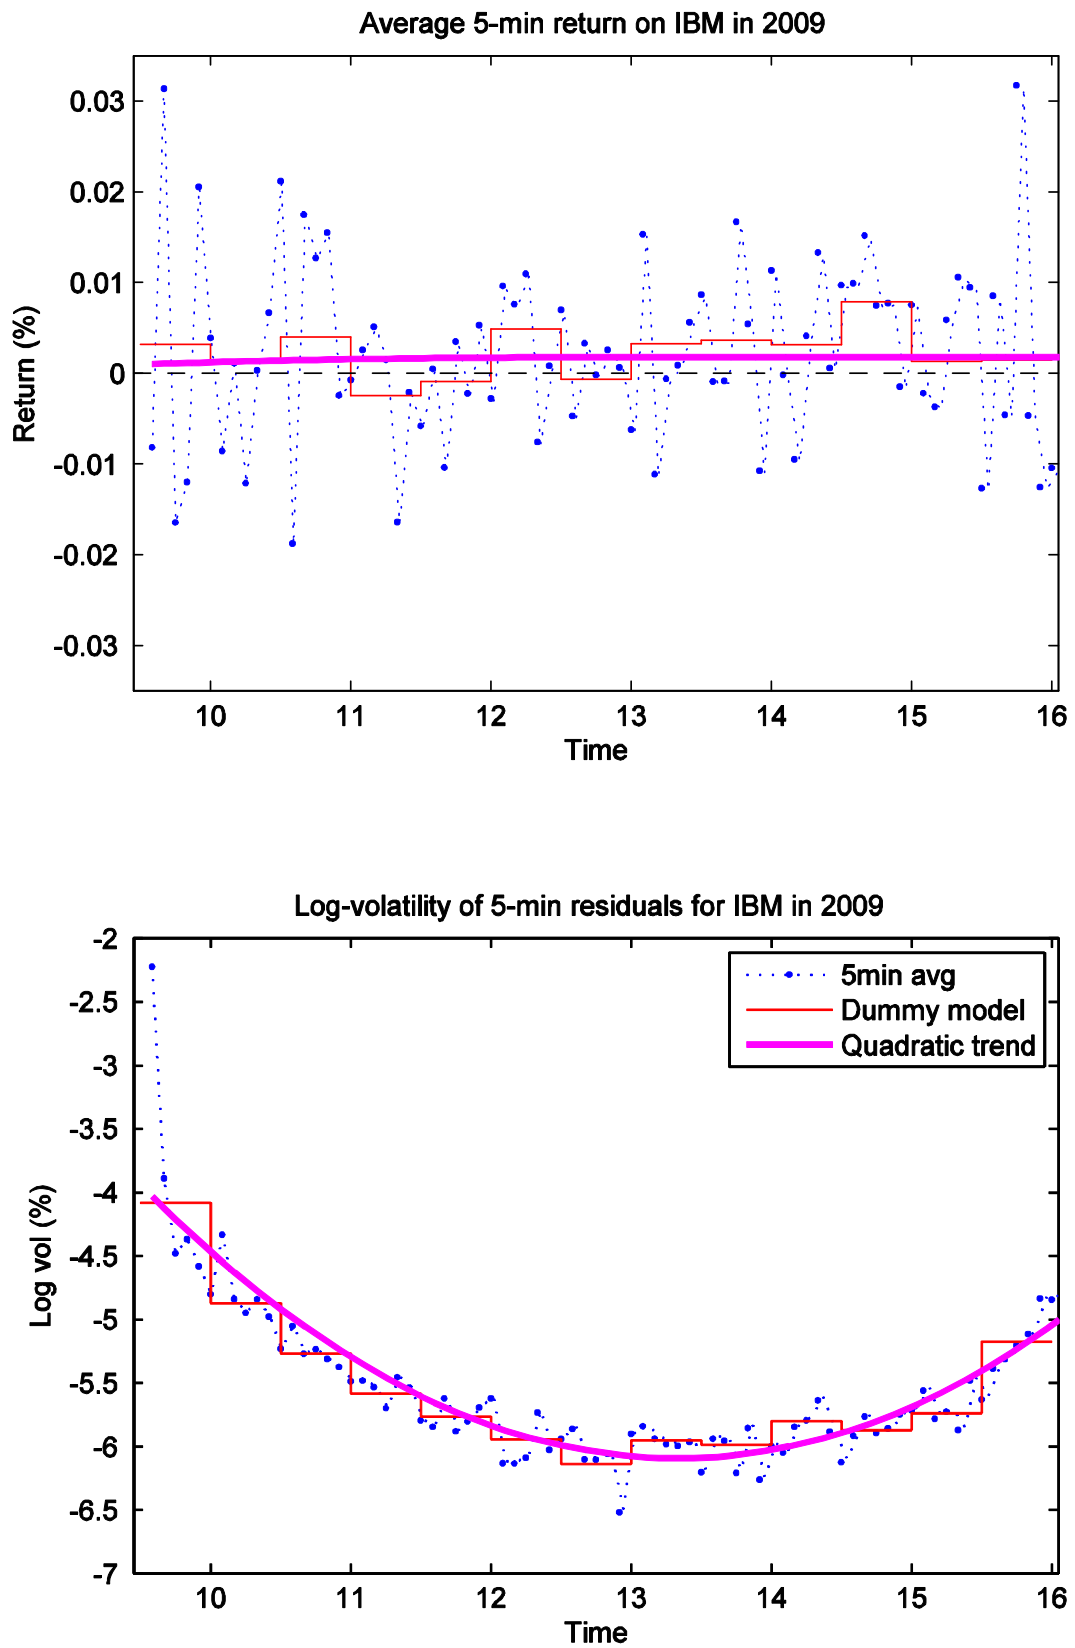 Average 5-min return on IBM in 2009
0.03
0.02
0.01
0
-0.01
-0.02
-0.03
Return (%)
10 11 12 13 14 15 16
Time
Log-volatility of 5-min residuals for IBM in 2009
-2
-2.5
-3
-3.5
-4
-4.5
-5
-5.5
-6
-6.5
-7
Log vol (%)
5min avg
Dummy model
Quadratic trend
10 11 12 13 14 15 16
Time